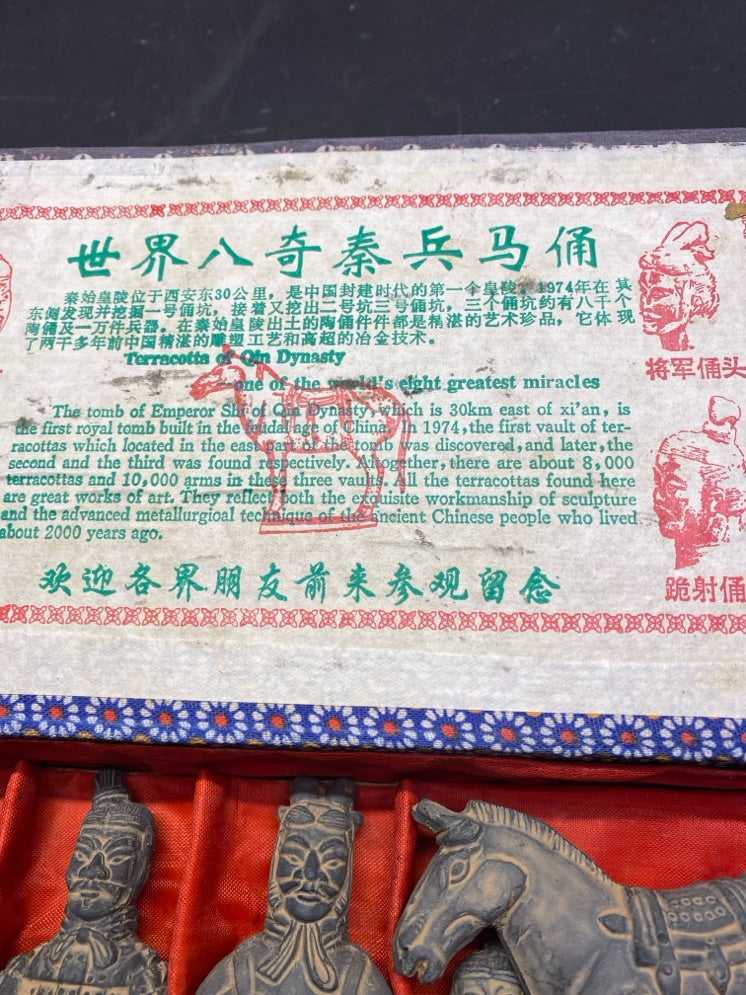 世界八奇秦兵马俑
秦始皇陵位于西安东30公里，是中国封建时代的第一个皇陵，1974年在其
东侧发现并挖掘一号俑坑，接着又挖出二号坑三号俑坑，三个俑坑约有八千个
陶俑及一万件兵器。在秦始皇陵出土的陶俑件件都是精湛的艺术珍品，它体现
了两千多年前中国精湛的雕塑工艺和高超的冶金技术。
Terracotta of Qin Dynasty
—one of the world's eight greatest miracles
The tomb of Emperor Shi of Qin Dynasty, which is 30km east of xi'an, is
the first royal tomb built in the feudal age of China. In 1974, the first vault of ter-
racottas which located in the east part of the tomb was discovered, and later, the
second and the third was found respectively. Altogether, there are about 8,000
terracottas and 10,000 arms in these three vaults. All the terracottas found here
are great works of art. They reflect both the exquisite workmanship of sculpture
and the advanced metallurgioal technique of the ancient Chinese people who lived
about 2000 years ago.
欢迎各界朋友前来参观留念
将军俑头
跪射俑